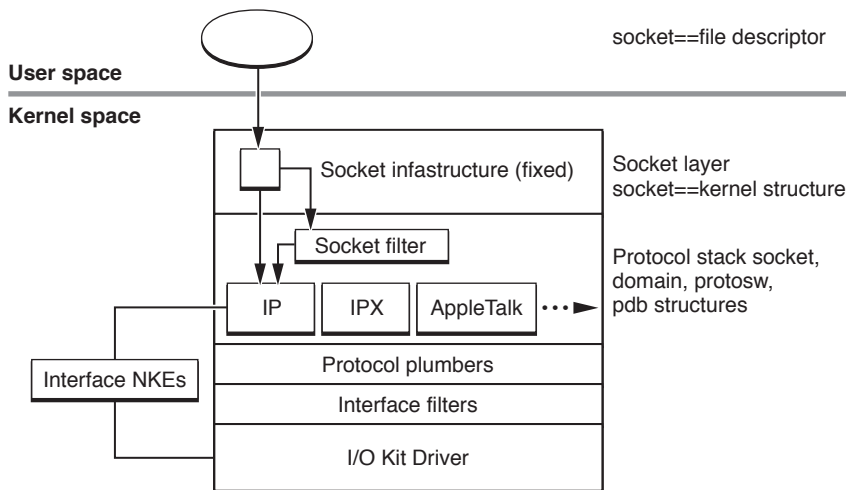 socket==file descriptor
User space
Kernel space
Socket infastructure (fixed)
Socket layer
socket==kernel structure
Socket filter
Protocol stack socket,
domain, protosw,
pdb structures
IP
IPX
AppleTalk
Protocol plumbers
Interface NKEs
Interface filters
I/O Kit Driver